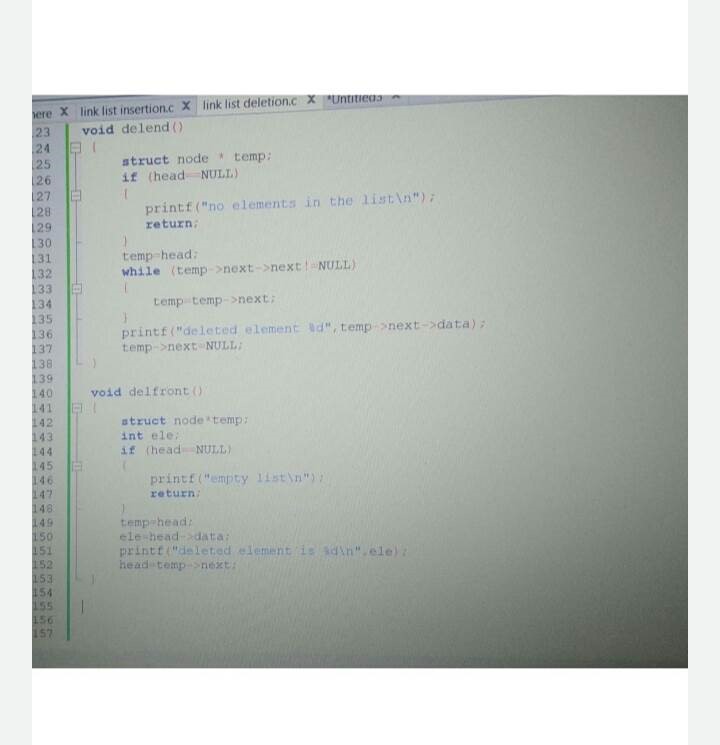 here X link list insertion.c X link list deletion.c X *Untitled3
123 void delend()
124 {
125 struct node * temp;
126 if (head==NULL)
127 {
128 printf("no elements in the list\n");
129 return;
130 }
131 temp=head;
132 while (temp->next->next!=NULL)
133 {
134 temp=temp->next;
135 }
136 printf("deleted element %d",temp->next->data);
137 temp->next=NULL;
138 }
139
140 void delfront()
141 {
142 struct node*temp;
143 int ele;
144 if (head==NULL)
145 {
146 printf("empty list\n");
147 return;
148 }
149 temp=head;
150 ele=head->data;
151 printf("deleted element is %d\n",ele);
152 head=temp->next;
153 }
154
155
156
157